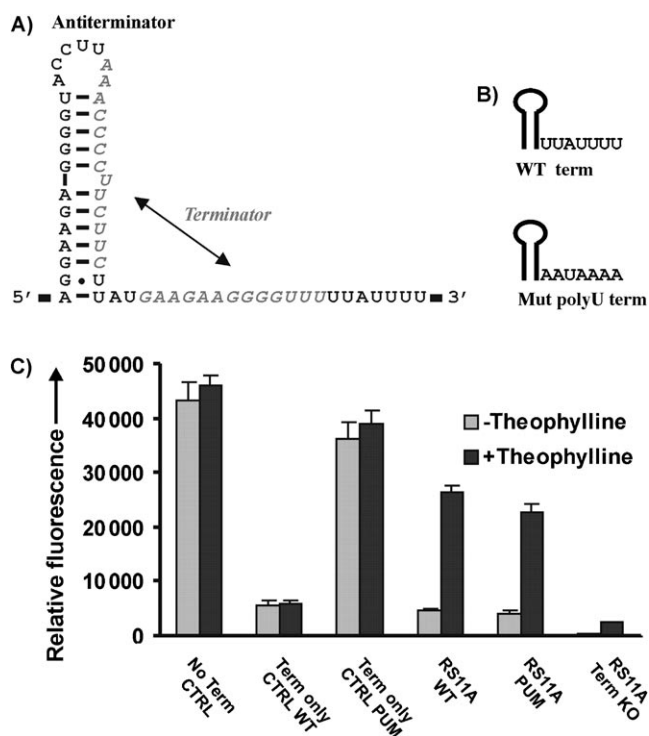 A)
Antiterminator
C U U
C A
A A
U A
G C
G C
G C
G C
U
A U
G C
A U
A U
G C
G U
5' A U A U G A A G A A G G G G U U U U U A U U U U 3'
Terminator
B)
UUAUUUU
WT term
AAUAAAA
Mut polyU term
C)
Relative fluorescence
50 000
40 000
30 000
20 000
10 000
0
-Theophylline
+Theophylline
No Term
CTRL
Term only
CTRL WT
Term only
CTRL PUM
RS11A
WT
RS11A
PUM
RS11A
Term KO